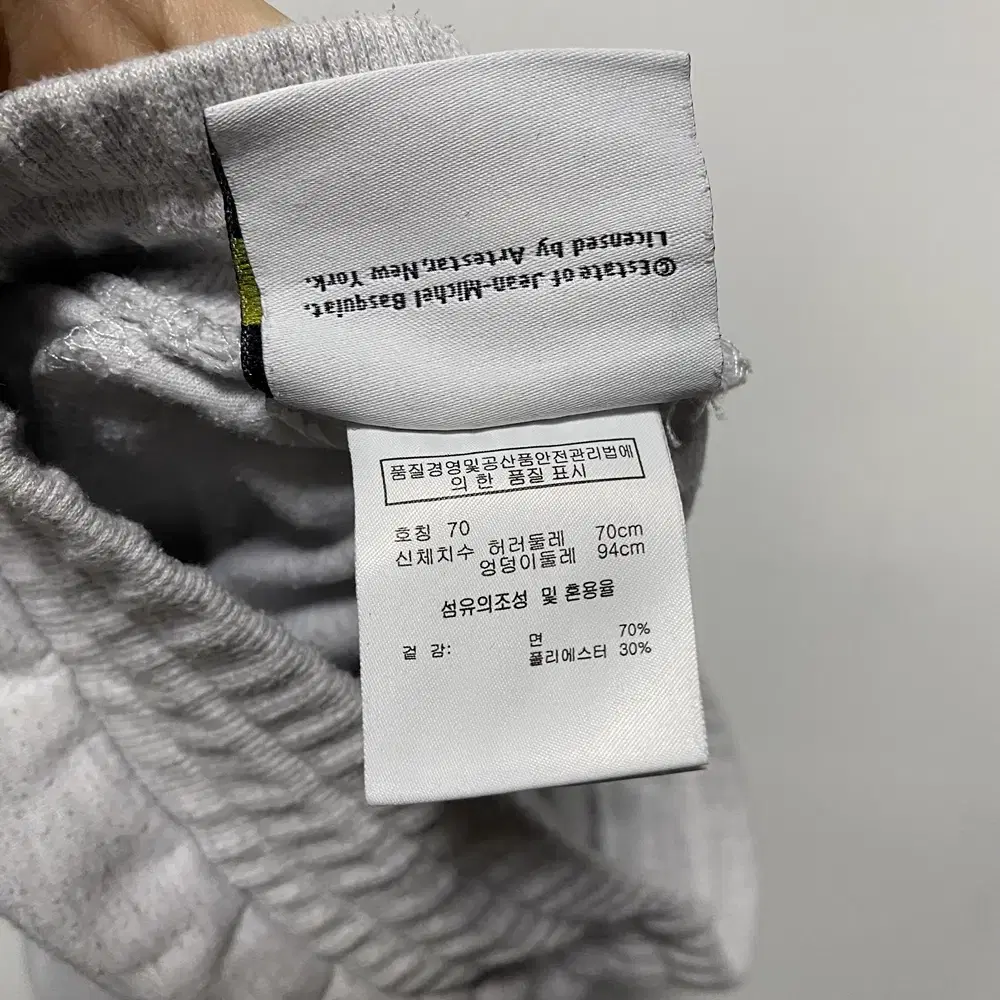 ©Estate of Jean-Michel Basquiat.
Licensed by Artestar,New York.
품질경영및공산품안전관리법에
의 한 품질 표시
호칭 70
신체치수 허러둘레 70cm
엉덩이둘레 94cm
섬유의조성 및 혼용율
겉 감: 면 70%
폴리에스터 30%